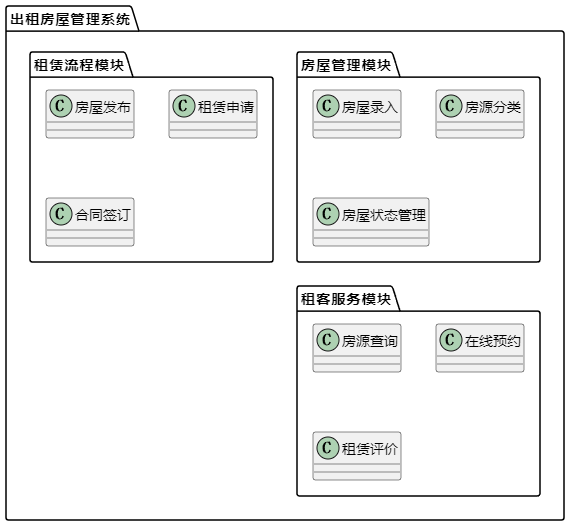 出租房屋管理系统
租赁流程模块
C 房屋发布
C 租赁申请
C 合同签订
房屋管理模块
C 房屋录入
C 房源分类
C 房屋状态管理
租客服务模块
C 房源查询
C 在线预约
C 租赁评价